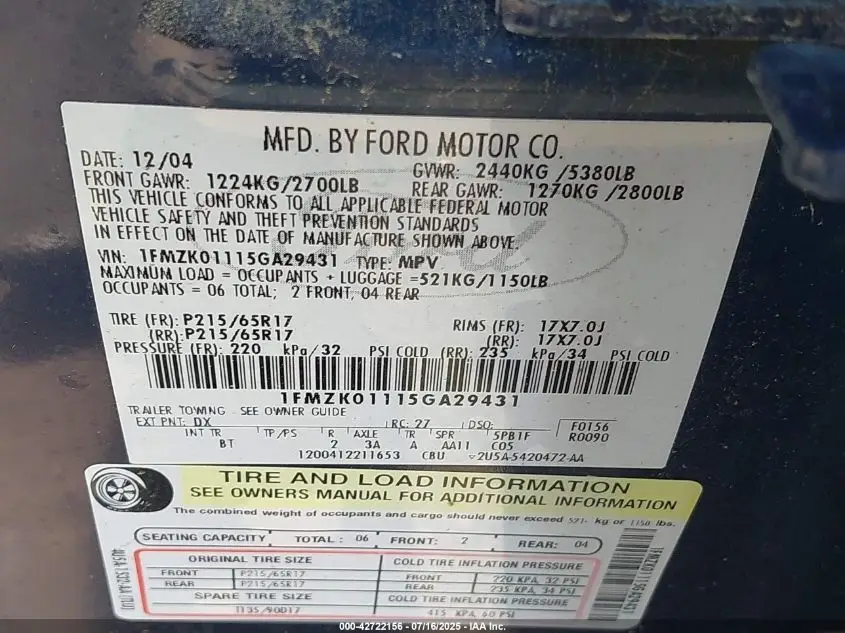 MFD. BY FORD MOTOR CO.
DATE: 12/04 GVWR: 2440KG /5380LB
FRONT GAWR: 1224KG/2700LB REAR GAWR: 1270KG /2800LB
THIS VEHICLE CONFORMS TO ALL APPLICABLE FEDERAL MOTOR
VEHICLE SAFETY AND THEFT PREVENTION STANDARDS
IN EFFECT ON THE DATE OF MANUFACTURE SHOWN ABOVE.
VIN: 1FMZK01115GA29431 TYPE: MPV
MAXIMUM LOAD = OCCUPANTS + LUGGAGE =521KG/1150LB
OCCUPANTS = 06 TOTAL; 2 FRONT, 04 REAR
TIRE (FR): P215/65R17 RIMS (FR): 17X7.0J
(RR): P215/65R17 (RR): 17X7.0J
PRESSURE (FR): 220 kPa/32 PSI COLD (RR): 235 kPa/34 PSI COLD
1FMZK01115GA29431
TRAILER TOWING - SEE OWNER GUIDE
EXT PNT: DX RC: 27 DSO: F0156
INT TR TP/PS R AXLE TR SPR 5PB1F R0090
BT 2 3A A AA11 C05
1200412211653 CBU 2U5A-5420472-AA
Ford
TIRE AND LOAD INFORMATION
SEE OWNERS MANUAL FOR ADDITIONAL INFORMATION
The combined weight of occupants and cargo should never exceed 521- kg or 1150 lbs.
SEATING CAPACITY TOTAL : 06 FRONT: 2 REAR: 04
ORIGINAL TIRE SIZE COLD TIRE INFLATION PRESSURE
FRONT P215/65R17 FRONT 220 KPA, 32 PSI
REAR P215/65R17 REAR 235 KPA, 34 PSI
SPARE TIRE SIZE COLD TIRE INFLATION PRESSURE
T135/90D17 415 KPA, 60 PSI
1FMZK01115GA29431
000-42722156 - 07/16/2025 - IAA Inc.